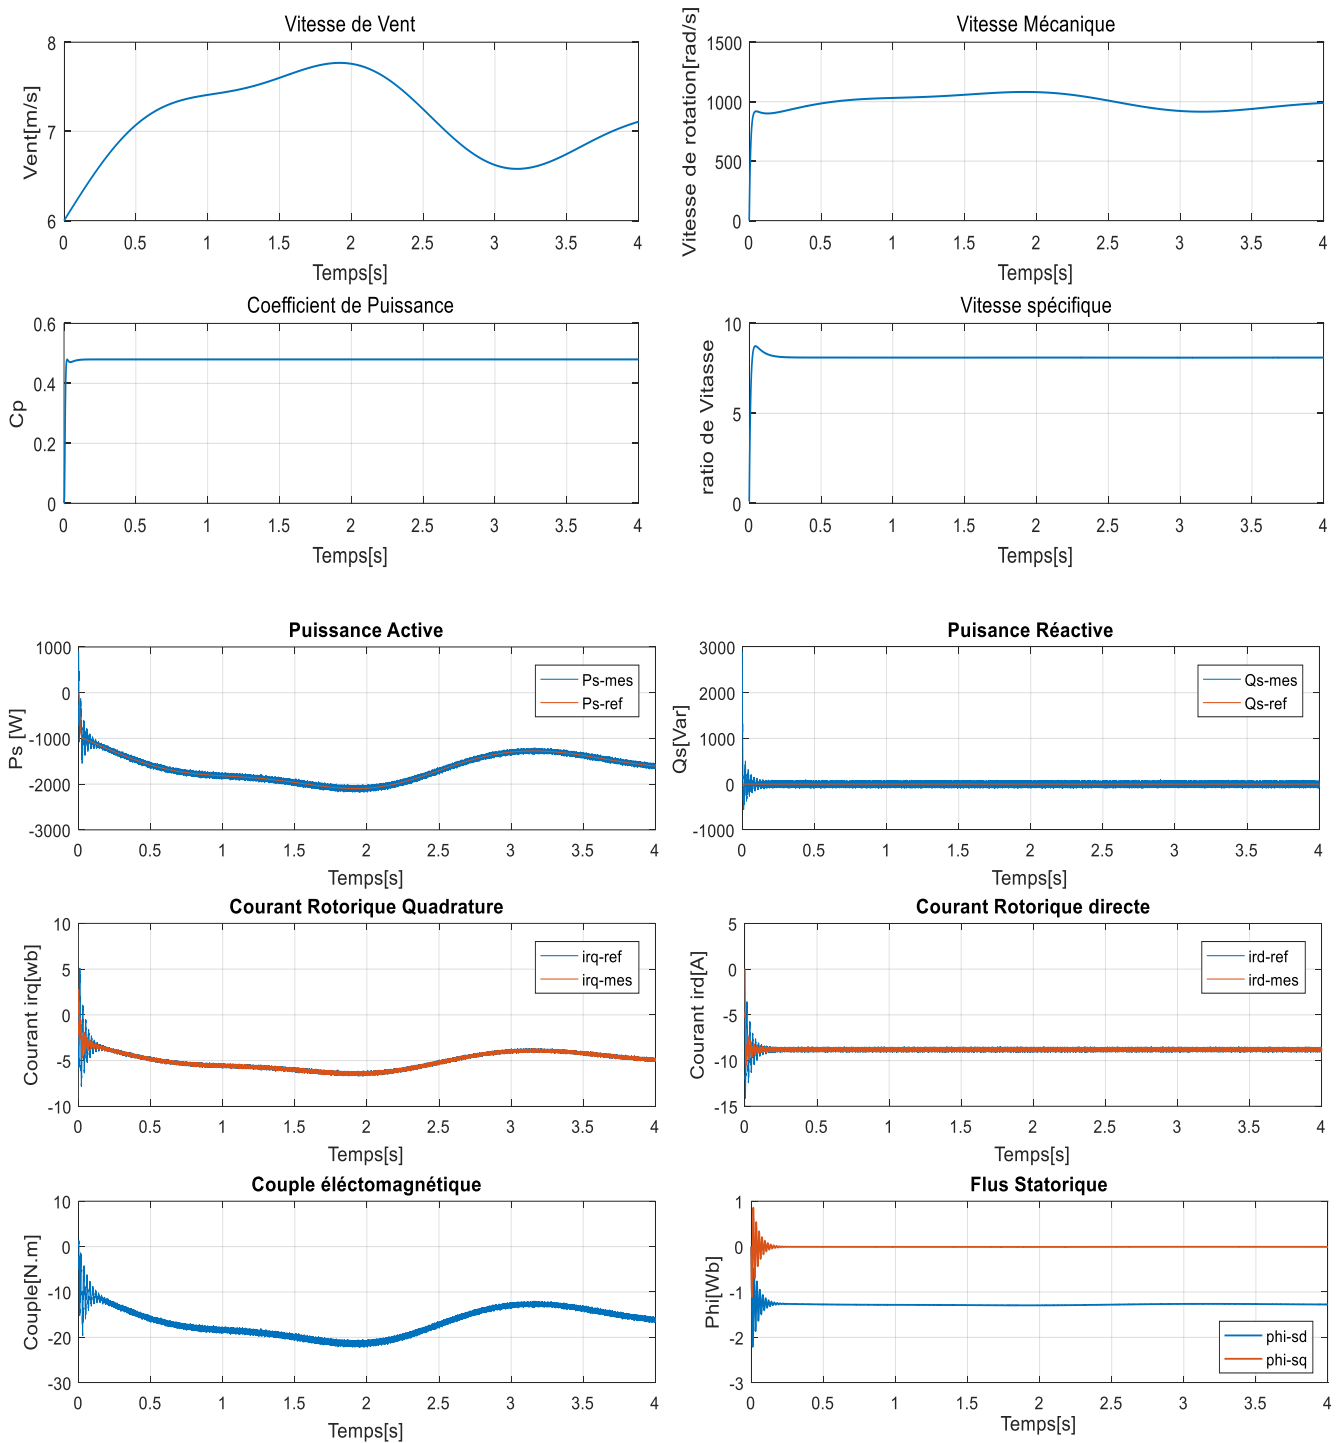 Vitesse de Vent
8
7
6
Vent[m/s]
0 0.5 1 1.5 2 2.5 3 3.5 4
Temps[s]
Vitesse Mécanique
1500
1000
500
0
Vitesse de rotation[rad/s]
0 0.5 1 1.5 2 2.5 3 3.5 4
Temps[s]
Coefficient de Puissance
0.6
0.4
0.2
0
Cp
0 0.5 1 1.5 2 2.5 3 3.5 4
Temps[s]
Vitesse spécifique
10
5
0
ratio de Vitasse
0 0.5 1 1.5 2 2.5 3 3.5 4
Temps[s]
Puissance Active
1000
0
-1000
-2000
-3000
Ps [W]
Ps-mes
Ps-ref
0 0.5 1 1.5 2 2.5 3 3.5 4
Temps[s]
Puisance Réactive
3000
2000
1000
0
-1000
Qs[Var]
Qs-mes
Qs-ref
0 0.5 1 1.5 2 2.5 3 3.5 4
Temps[s]
Courant Rotorique Quadrature
10
5
0
-5
-10
Courant irq[wb]
irq-ref
irq-mes
0 0.5 1 1.5 2 2.5 3 3.5 4
Temps[s]
Courant Rotorique directe
5
0
-5
-10
-15
Courant ird[A]
ird-ref
ird-mes
0 0.5 1 1.5 2 2.5 3 3.5 4
Temps[s]
Couple éléctomagnétique
10
0
-10
-20
-30
Couple[N.m]
0 0.5 1 1.5 2 2.5 3 3.5 4
Temps[s]
Flus Statorique
1
0
-1
-2
-3
Phi[Wb]
phi-sd
phi-sq
0 0.5 1 1.5 2 2.5 3 3.5 4
Temps[s]